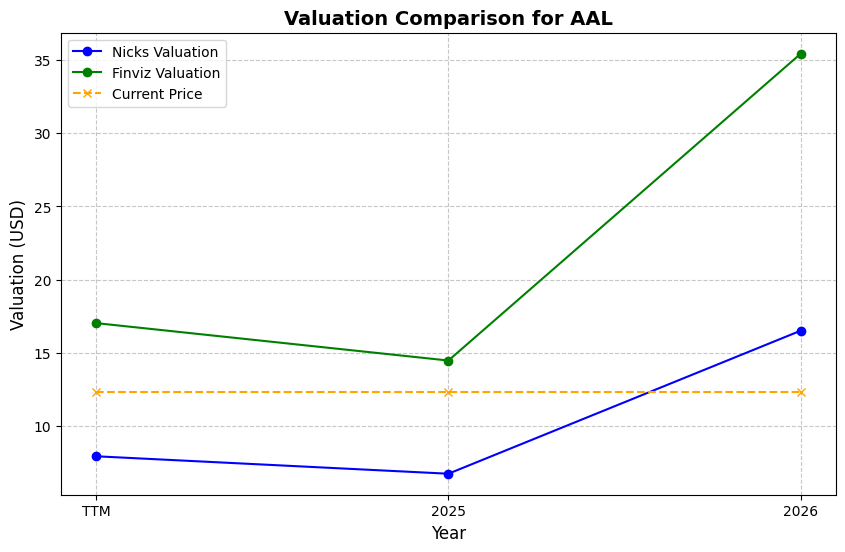 Valuation Comparison for AAL
Nicks Valuation
Finviz Valuation
Current Price
Valuation (USD)
35
30
25
20
15
10
TTM
2025
2026
Year